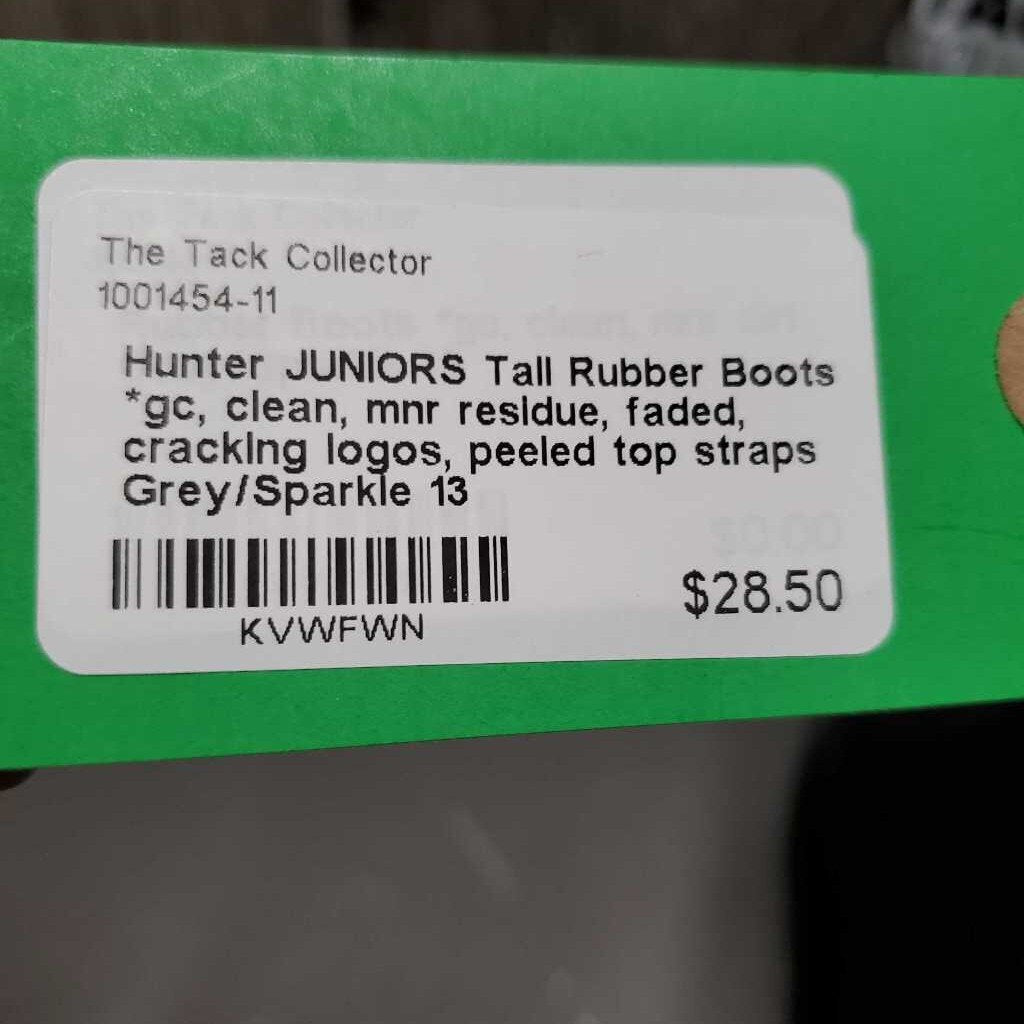 The Tack Collector
1001454-11
Hunter JUNIORS Tall Rubber Boots
*gc, clean, mnr residue, faded,
cracking logos, peeled top straps
Grey/Sparkle 13
$0.00
$28.50
KVWFWN